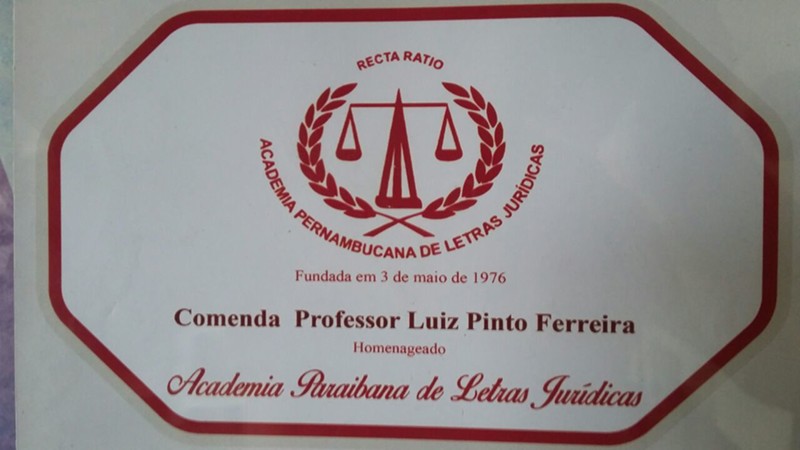 RECTA RATIO
ACADEMIA PERNAMBUCANA DE LETRAS JURÍDICAS
Fundada em 3 de maio de 1976
Comenda Professor Luiz Pinto Ferreira
Homenageado
Academia Paraibana de Letras Jurídicas